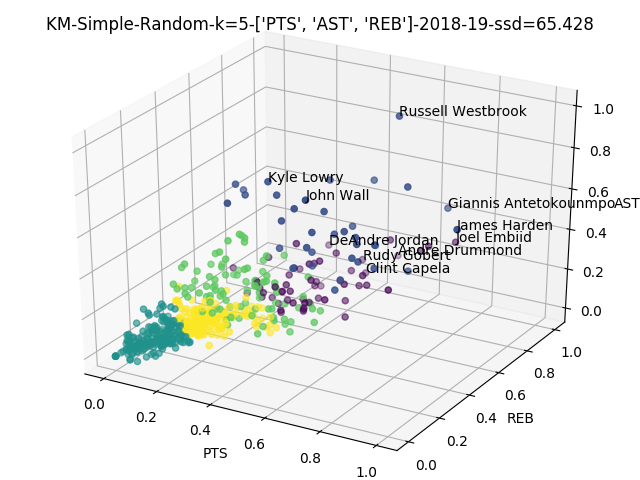 KM-Simple-Random-k=5-['PTS', 'AST', 'REB']-2018-19-ssd=65.428
Russell Westbrook
Kyle Lowry
John Wall
Giannis Antetokounmpo
James Harden
Joel Embiid
DeAndre Jordan
Andre Drummond
Rudy Gobert
Clint Capela
AST
1.0
0.8
0.6
0.4
0.2
0.0
REB
1.0
0.8
0.6
0.4
0.2
0.0
PTS
0.0
0.2
0.4
0.6
0.8
1.0